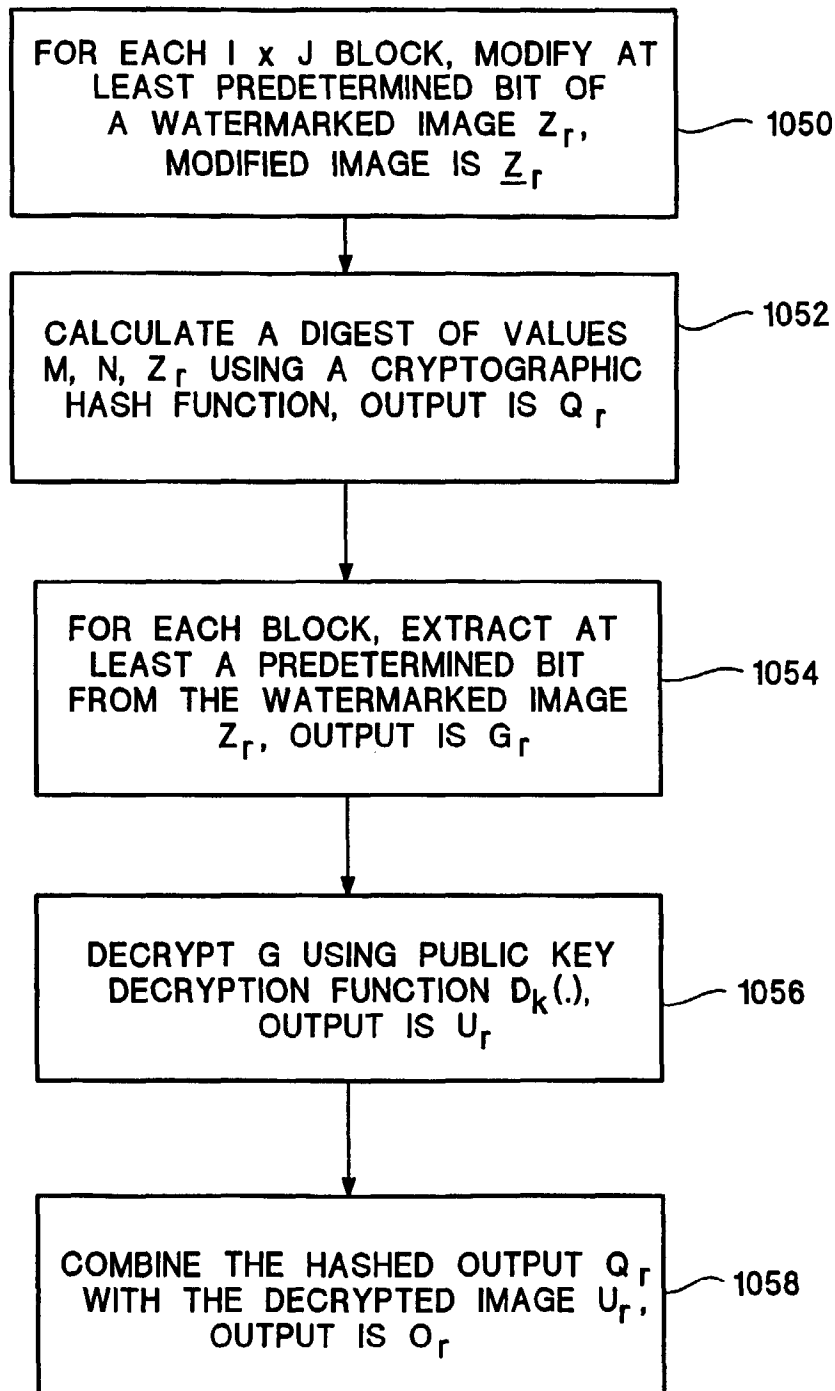 FOR EACH I x J BLOCK, MODIFY AT
LEAST PREDETERMINED BIT OF
A WATERMARKED IMAGE Zr,
MODIFIED IMAGE IS Zr
1050
CALCULATE A DIGEST OF VALUES
M, N, Zr USING A CRYPTOGRAPHIC
HASH FUNCTION, OUTPUT IS Qr
1052
FOR EACH BLOCK, EXTRACT AT
LEAST A PREDETERMINED BIT
FROM THE WATERMARKED IMAGE
Zr, OUTPUT IS Gr
1054
DECRYPT G USING PUBLIC KEY
DECRYPTION FUNCTION Dk(.),
OUTPUT IS Ur
1056
COMBINE THE HASHED OUTPUT Qr
WITH THE DECRYPTED IMAGE Ur,
OUTPUT IS Or
1058